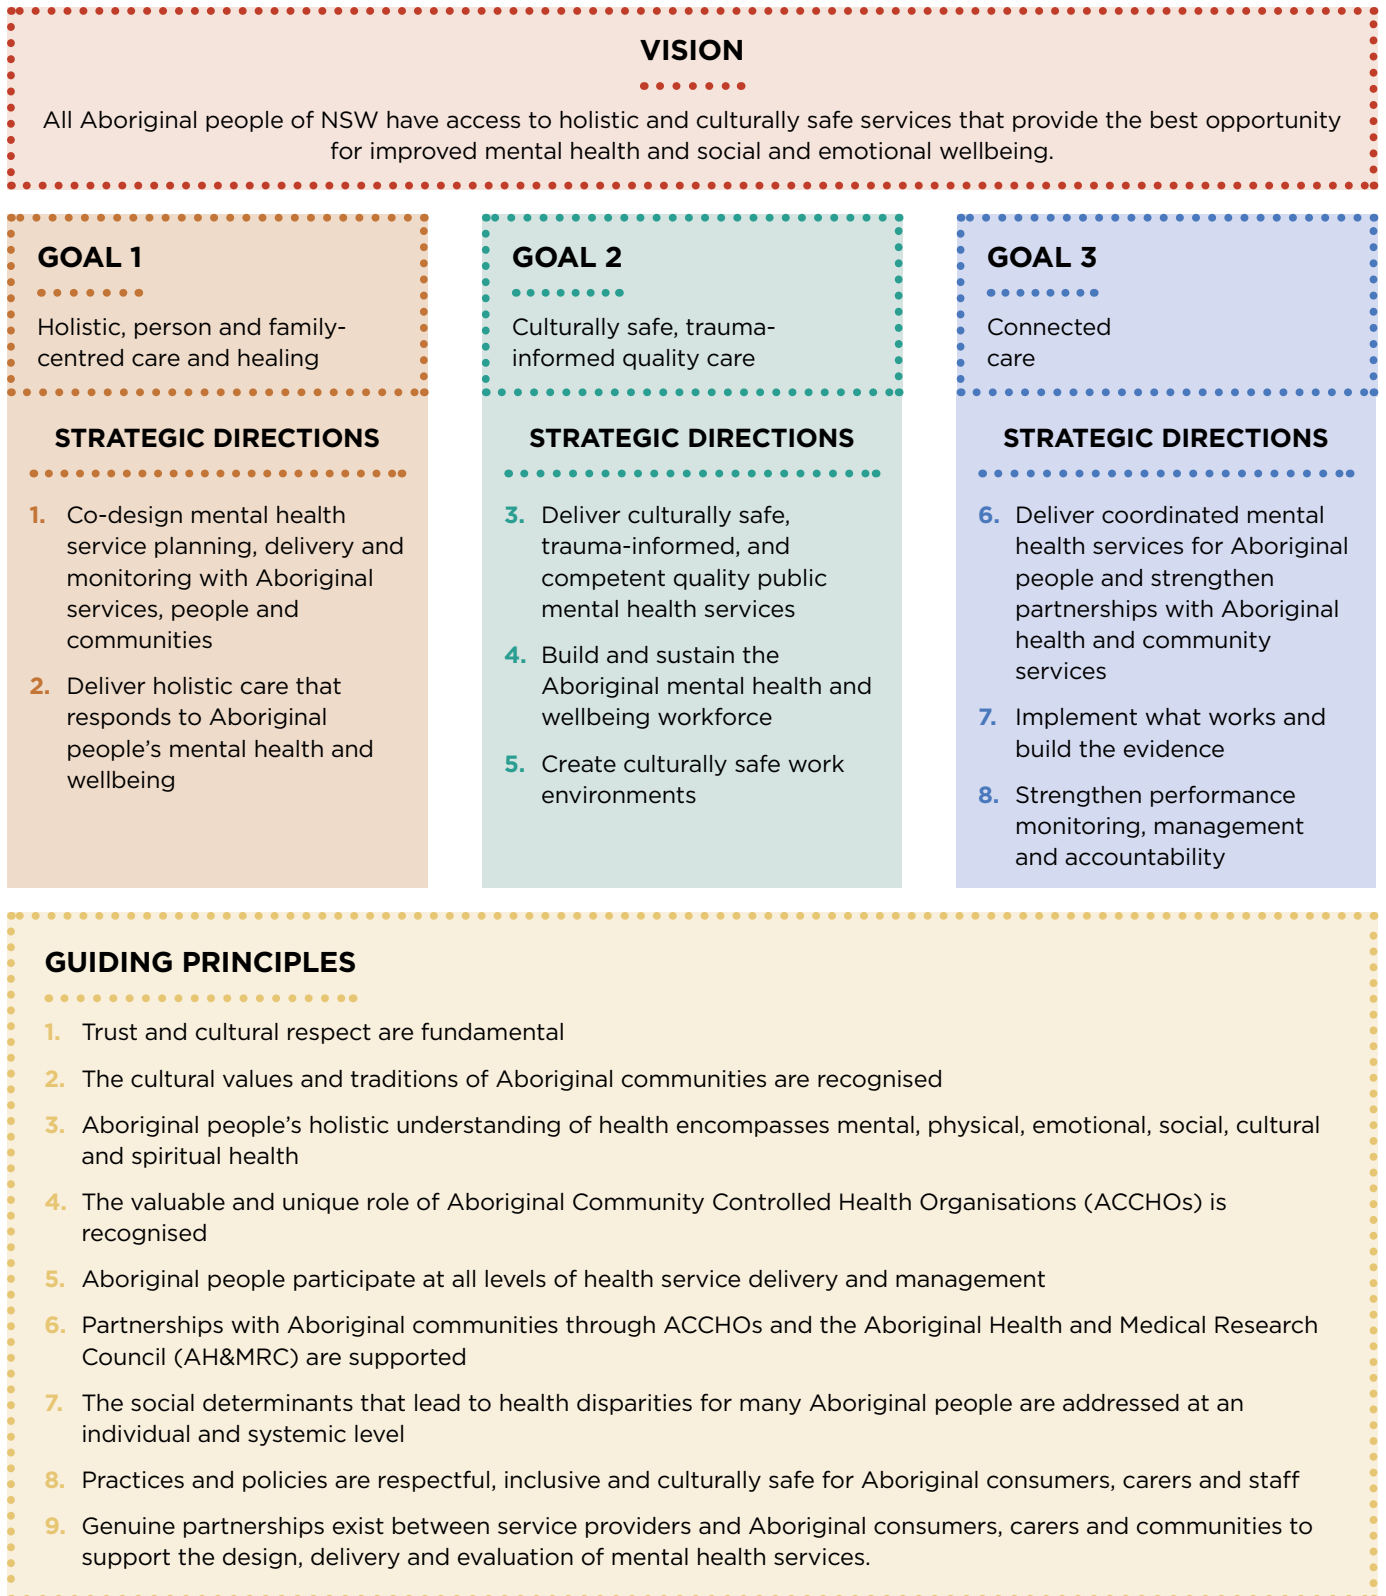 VISION
All Aboriginal people of NSW have access to holistic and culturally safe services that provide the best opportunity
for improved mental health and social and emotional wellbeing.
GOAL 1
Holistic, person and family-
centred care and healing
STRATEGIC DIRECTIONS
1. Co-design mental health
service planning, delivery and
monitoring with Aboriginal
services, people and
communities
2. Deliver holistic care that
responds to Aboriginal
people’s mental health and
wellbeing
GOAL 2
Culturally safe, trauma-
informed quality care
STRATEGIC DIRECTIONS
3. Deliver culturally safe,
trauma-informed, and
competent quality public
mental health services
4. Build and sustain the
Aboriginal mental health and
wellbeing workforce
5. Create culturally safe work
environments
GOAL 3
Connected
care
STRATEGIC DIRECTIONS
6. Deliver coordinated mental
health services for Aboriginal
people and strengthen
partnerships with Aboriginal
health and community
services
7. Implement what works and
build the evidence
8. Strengthen performance
monitoring, management
and accountability
GUIDING PRINCIPLES
1. Trust and cultural respect are fundamental
2. The cultural values and traditions of Aboriginal communities are recognised
3. Aboriginal people’s holistic understanding of health encompasses mental, physical, emotional, social, cultural
and spiritual health
4. The valuable and unique role of Aboriginal Community Controlled Health Organisations (ACCHOs) is
recognised
5. Aboriginal people participate at all levels of health service delivery and management
6. Partnerships with Aboriginal communities through ACCHOs and the Aboriginal Health and Medical Research
Council (AH&MRC) are supported
7. The social determinants that lead to health disparities for many Aboriginal people are addressed at an
individual and systemic level
8. Practices and policies are respectful, inclusive and culturally safe for Aboriginal consumers, carers and staff
9. Genuine partnerships exist between service providers and Aboriginal consumers, carers and communities to
support the design, delivery and evaluation of mental health services.